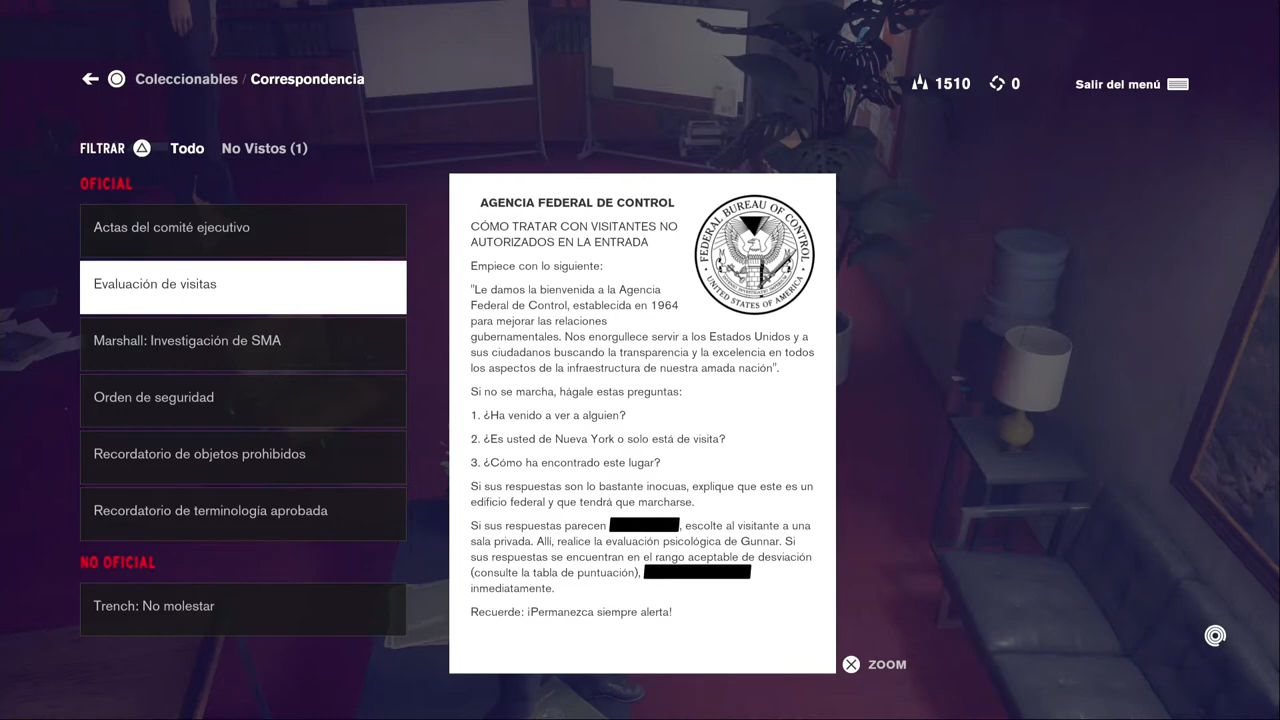 Coleccionables / Correspondencia
1510
0
Salir del menú
FILTRAR Todo No Vistos (1)
OFICIAL
Actas del comité ejecutivo
Evaluación de visitas
Marshall: Investigación de SMA
Orden de seguridad
Recordatorio de objetos prohibidos
Recordatorio de terminología aprobada
NO OFICIAL
Trench: No molestar
AGENCIA FEDERAL DE CONTROL
CÓMO TRATAR CON VISITANTES NO
AUTORIZADOS EN LA ENTRADA
Empiece con lo siguiente:
"Le damos la bienvenida a la Agencia
Federal de Control, establecida en 1964
para mejorar las relaciones
gubernamentales. Nos enorgullece servir a los Estados Unidos y a
sus ciudadanos buscando la transparencia y la excelencia en todos
los aspectos de la infraestructura de nuestra amada nación".
Si no se marcha, hágale estas preguntas:
1. ¿Ha venido a ver a alguien?
2. ¿Es usted de Nueva York o solo está de visita?
3. ¿Cómo ha encontrado este lugar?
Si sus respuestas son lo bastante inocuas, explique que este es un
edificio federal y que tendrá que marcharse.
Si sus respuestas parecen , escolte al visitante a una
sala privada. Allí, realice la evaluación psicológica de Gunnar. Si
sus respuestas se encuentran en el rango aceptable de desviación
(consulte la tabla de puntuación),
inmediatamente.
Recuerde: ¡Permanezca siempre alerta!
FEDERAL BUREAU OF CONTROL
UNITED STATES OF AMERICA
ZOOM